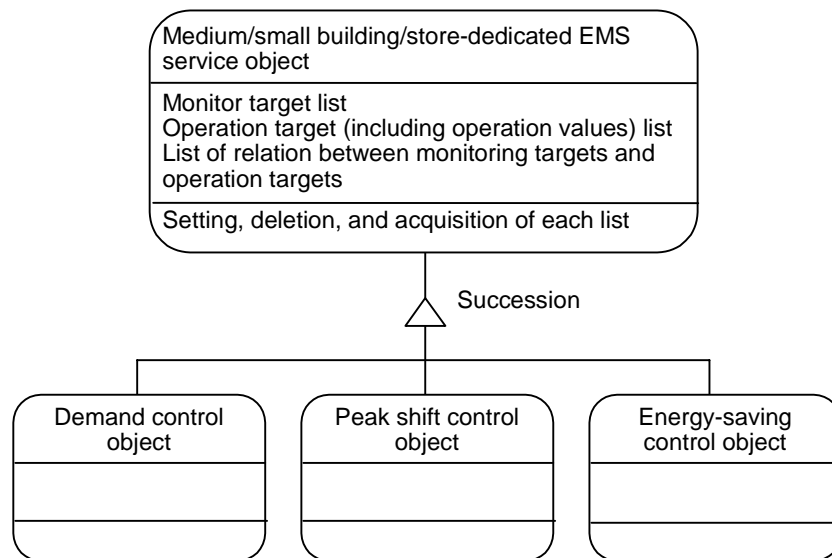 Medium/small building/store-dedicated EMS
service object
Monitor target list
Operation target (including operation values) list
List of relation between monitoring targets and
operation targets
Setting, deletion, and acquisition of each list
Succession
Demand control
object
Peak shift control
object
Energy-saving
control object